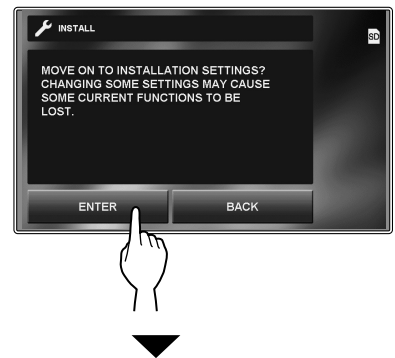 INSTALL
SD
MOVE ON TO INSTALLATION SETTINGS?
CHANGING SOME SETTINGS MAY CAUSE
SOME CURRENT FUNCTIONS TO BE
LOST.
ENTER
BACK